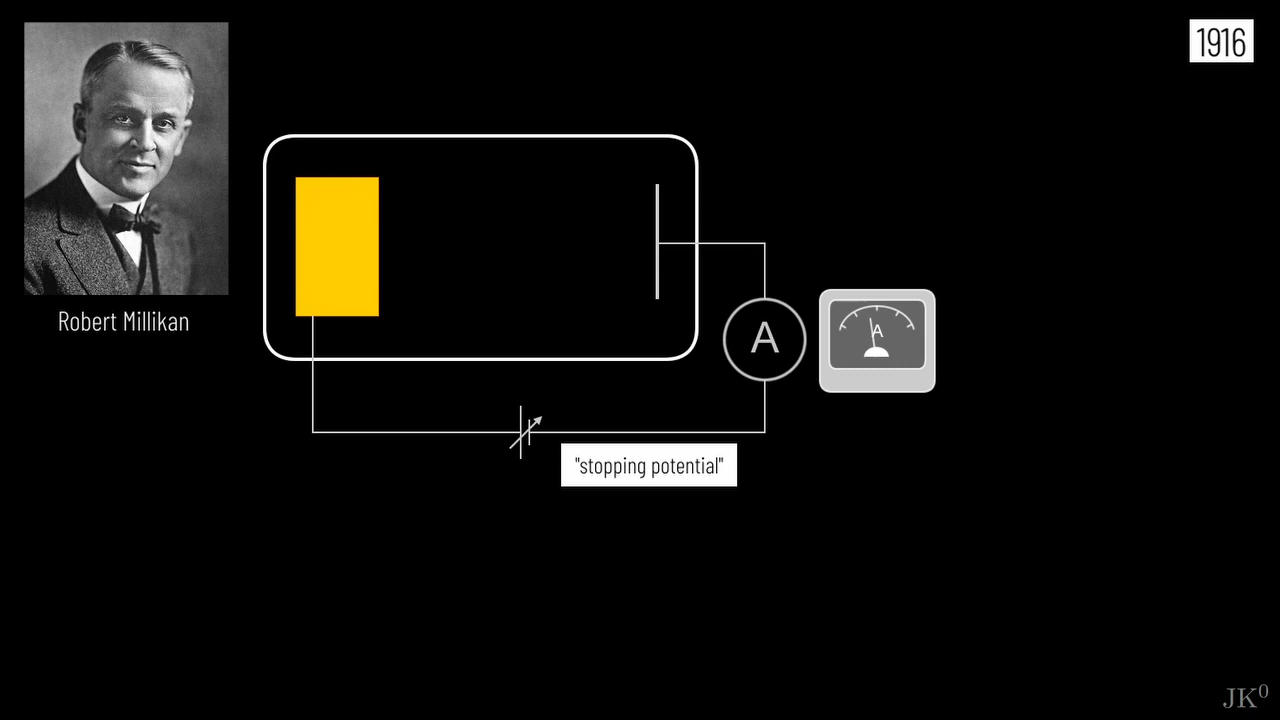 1916
Robert Millikan
A
A
"stopping potential"
JK⁰